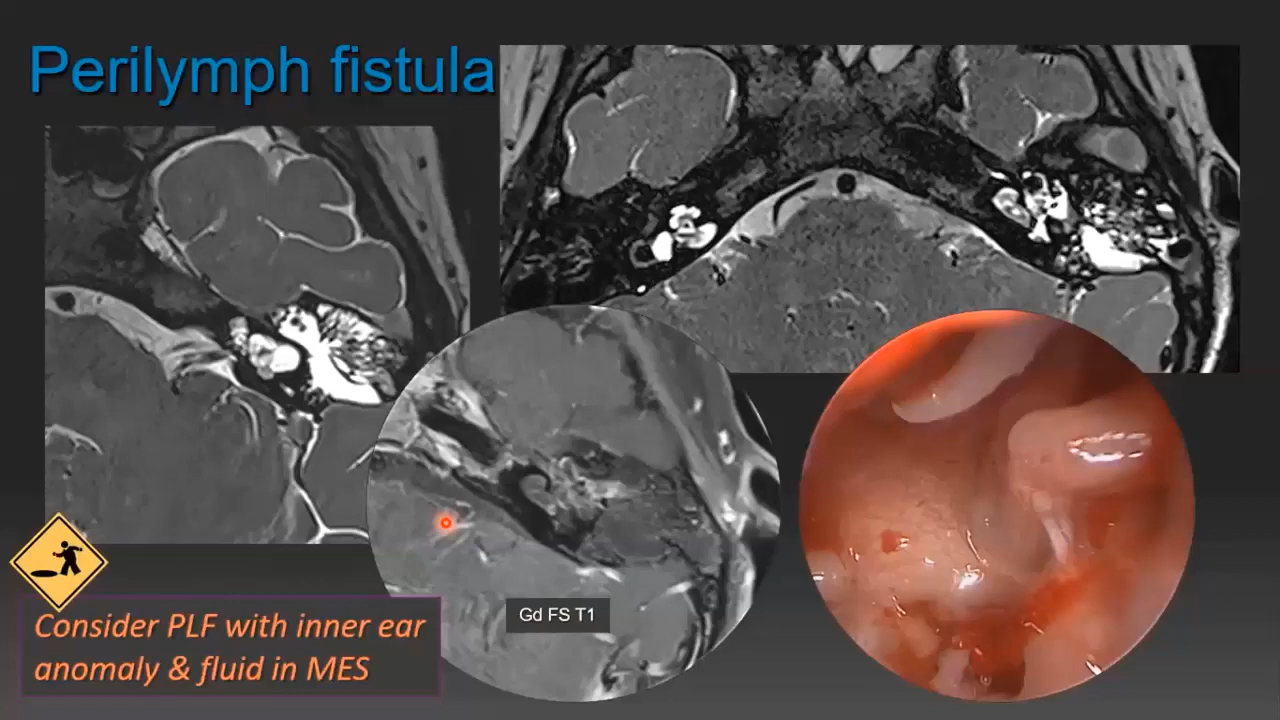 Perilymph fistula
Gd FS T1
Consider PLF with inner ear
anomaly & fluid in MES